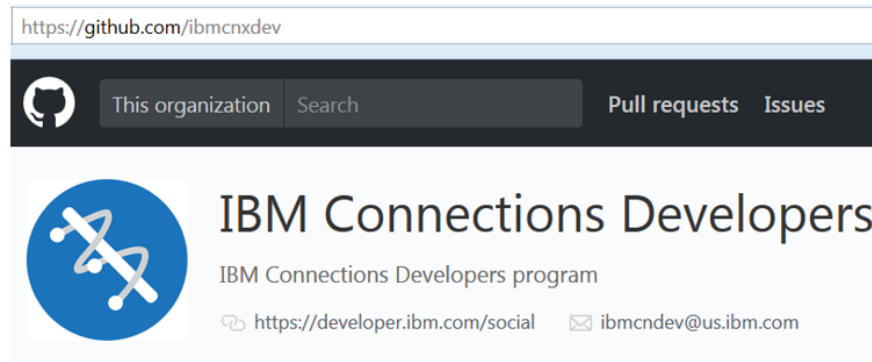 https://github.com/ibmcnxdev
This organization Search Pull requests Issues
IBM Connections Developers
IBM Connections Developers program
https://developer.ibm.com/social ibmcndev@us.ibm.com